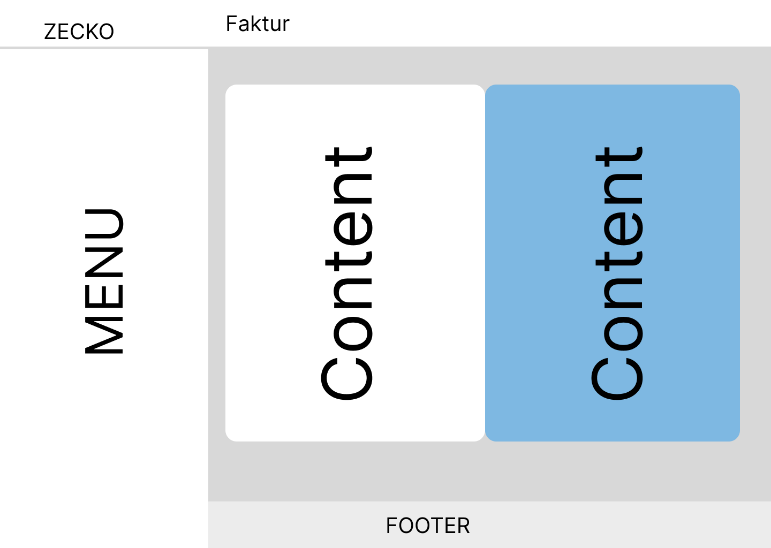 ZECKO
Faktur
MENU
Content
Content
FOOTER